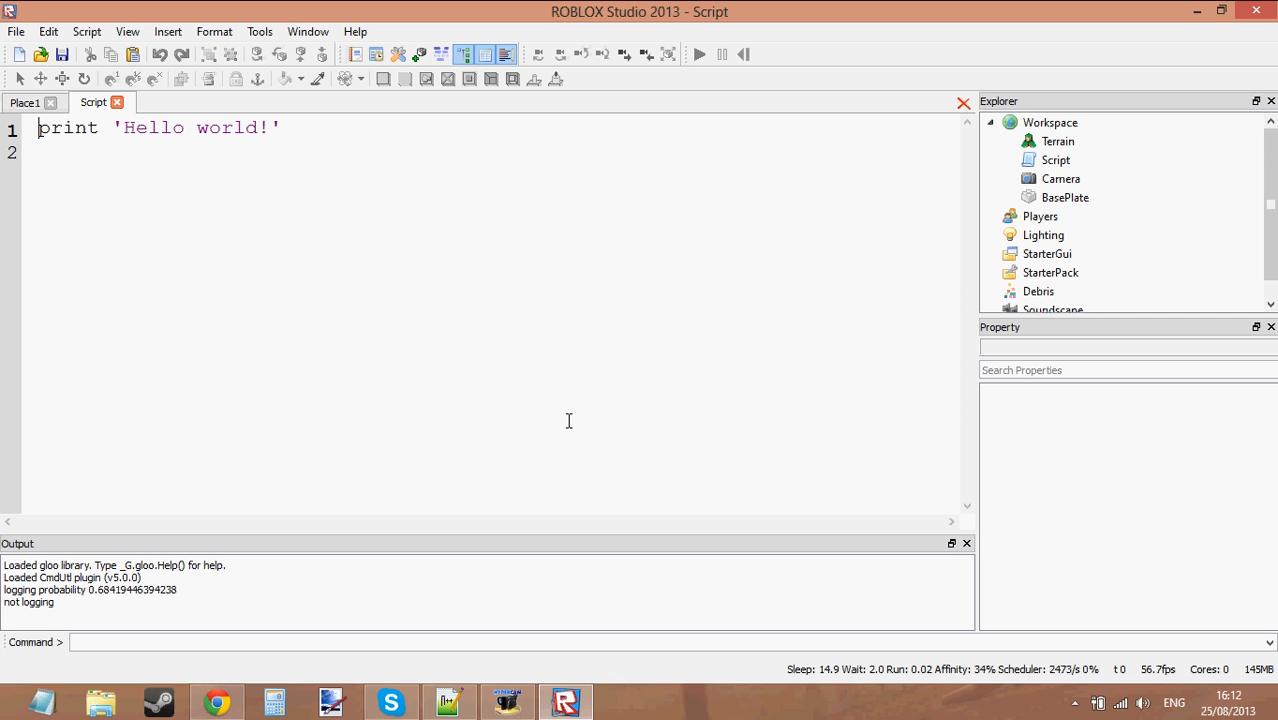 ROBLOX Studio 2013 - Script
File Edit Script View Insert Format Tools Window Help
Place1 Script
1 print 'Hello world!'
2
Explorer
Workspace
Terrain
Script
Camera
BasePlate
Players
Lighting
StarterGui
StarterPack
Debris
Soundscape
Property
Search Properties
Output
Loaded gloo library. Type _G.gloo.Help() for help.
Loaded CmdUtl plugin (v5.0.0)
logging probability 0.68419446394238
not logging
Command >
Sleep: 14.9 Wait: 2.0 Run: 0.02 Affinity: 34% Scheduler: 2473/s 0% t 0 56.7fps Cores: 0 145MB
ENG
16:12
25/08/2013